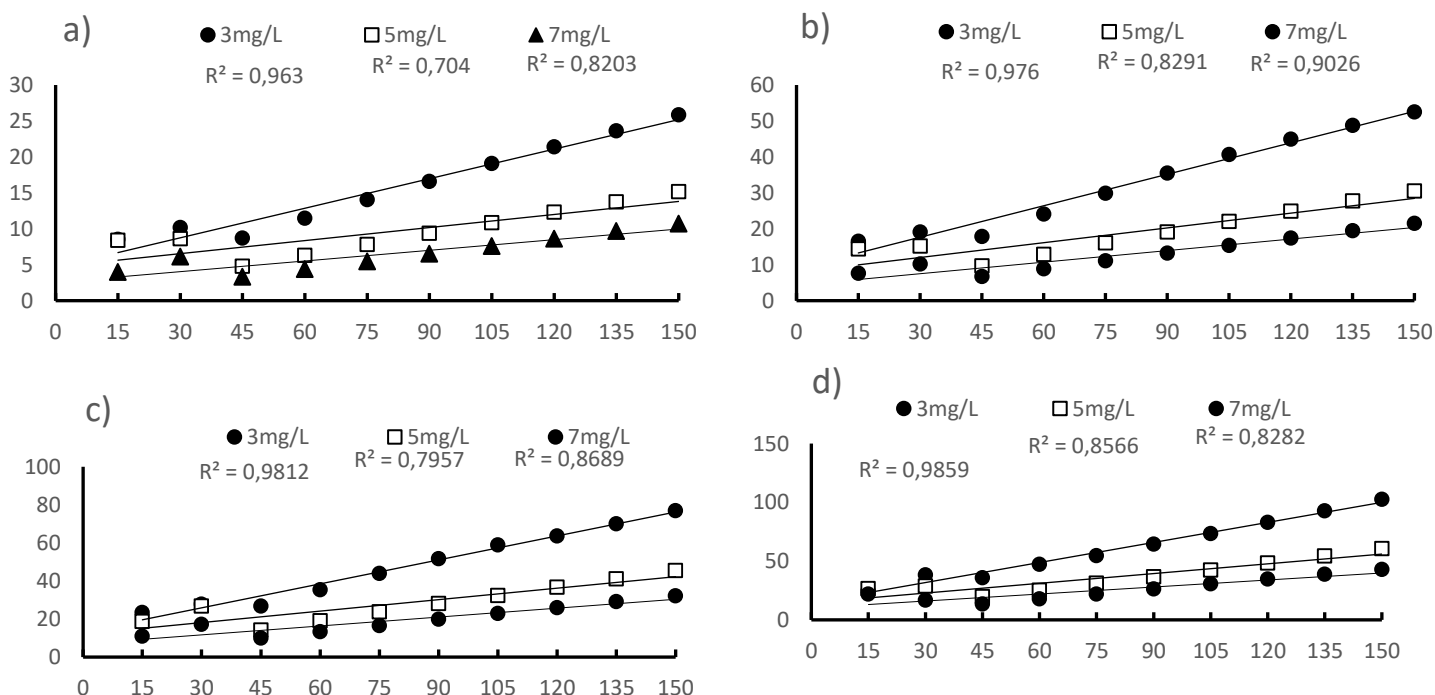 a)
3mg/L 5mg/L 7mg/L
R² = 0,963 R² = 0,704 R² = 0,8203
30
25
20
15
10
5
0
0 15 30 45 60 75 90 105 120 135 150
b)
3mg/L 5mg/L 7mg/L
R² = 0,976 R² = 0,8291 R² = 0,9026
60
50
40
30
20
10
0
0 15 30 45 60 75 90 105 120 135 150
c)
3mg/L 5mg/L 7mg/L
R² = 0,9812 R² = 0,7957 R² = 0,8689
100
80
60
40
20
0
0 15 30 45 60 75 90 105 120 135 150
d)
3mg/L 5mg/L 7mg/L
R² = 0,9859 R² = 0,8566 R² = 0,8282
150
100
50
0
0 15 30 45 60 75 90 105 120 135 150